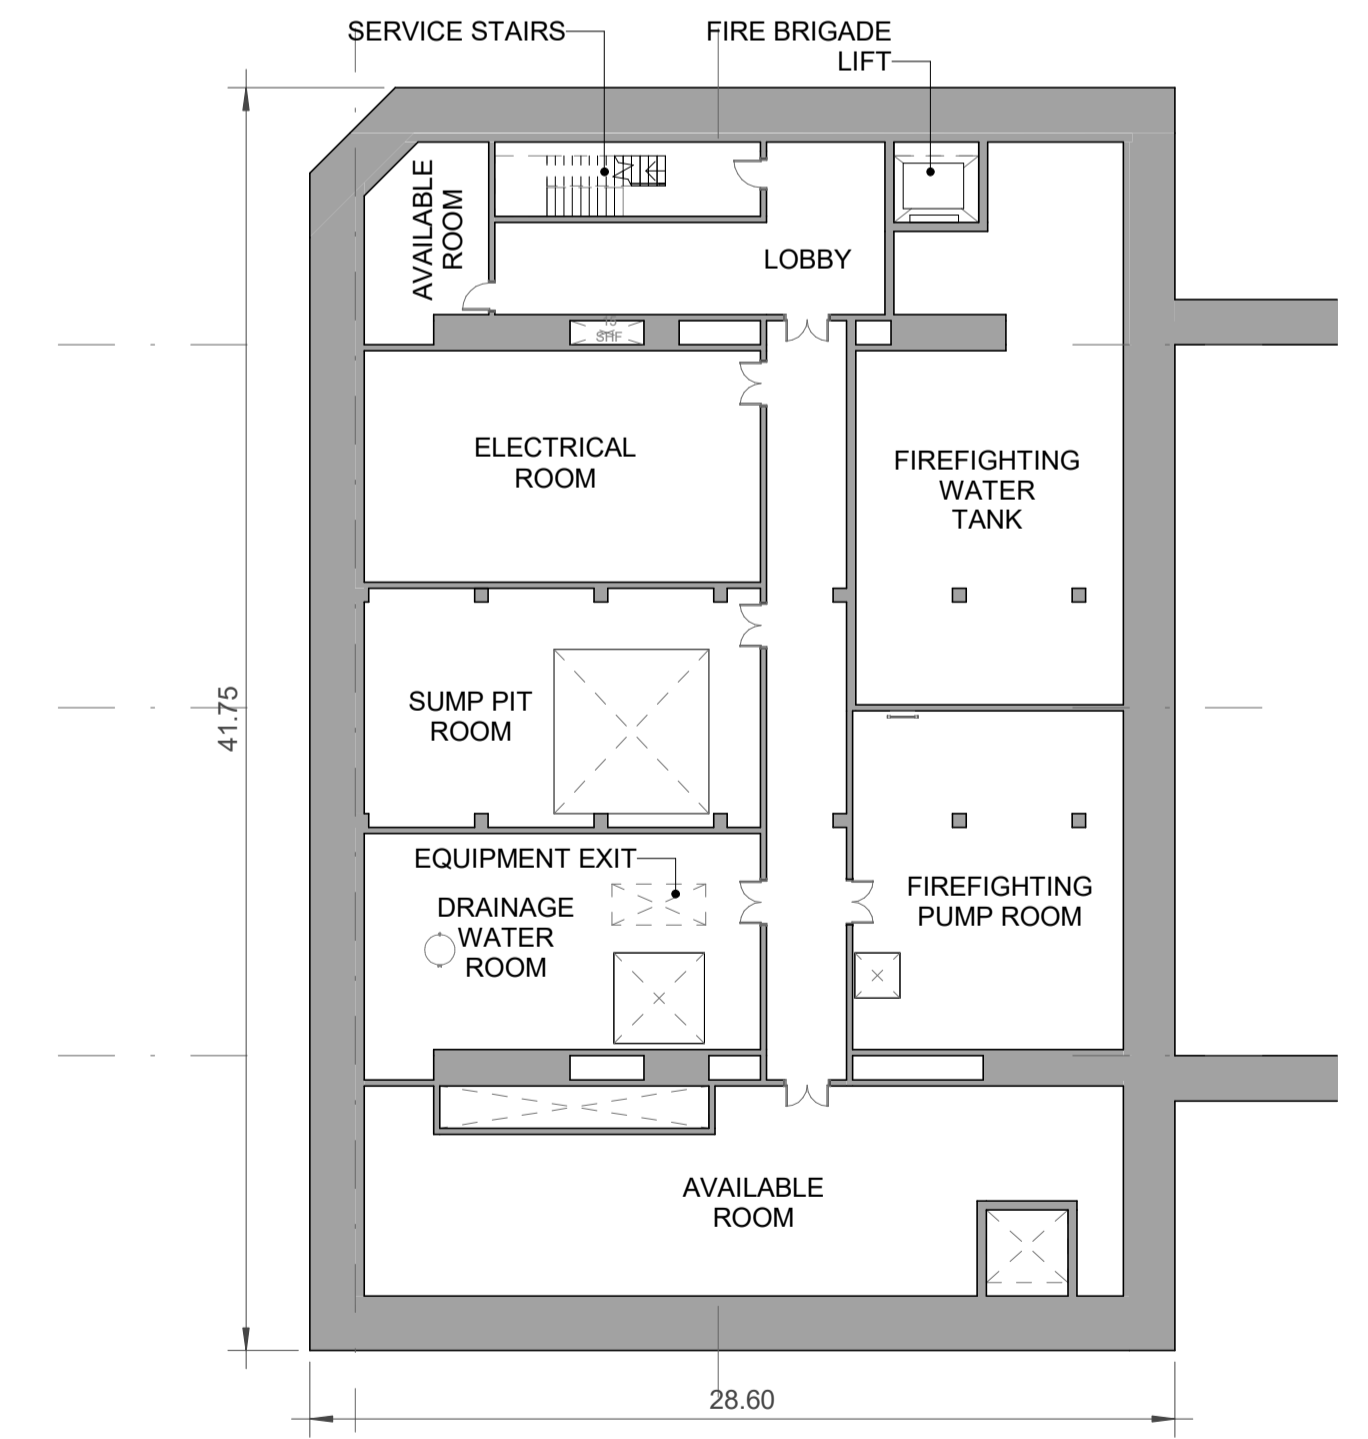 SERVICE STAIRS
FIRE BRIGADE
LIFT
AVAILABLE
ROOM
LOBBY
SHF
ELECTRICAL
ROOM
FIREFIGHTING
WATER
TANK
41.75
SUMP PIT
ROOM
EQUIPMENT EXIT
DRAINAGE
WATER
ROOM
FIREFIGHTING
PUMP ROOM
AVAILABLE
ROOM
28.60